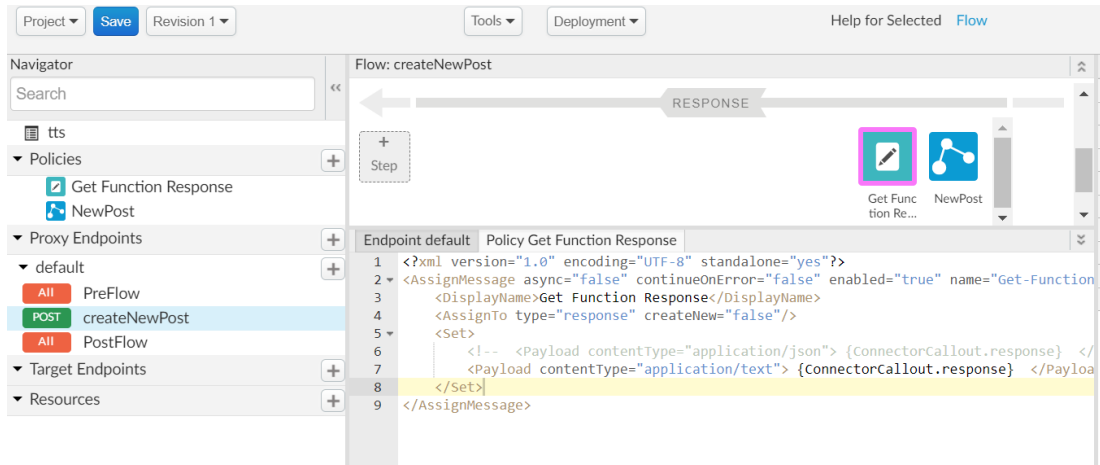 Project
Save
Revision 1
Tools
Deployment
Help for Selected Flow
Navigator
Search
tts
Policies
Get Function Response
NewPost
Proxy Endpoints
default
All PreFlow
POST createNewPost
All PostFlow
Target Endpoints
Resources
Flow: createNewPost
RESPONSE
+
Step
Get Func
tion Re...
NewPost
Endpoint default
Policy Get Function Response
1 <?xml version="1.0" encoding="UTF-8" standalone="yes"?>
2 <AssignMessage async="false" continueOnError="false" enabled="true" name="Get-Function
3 <DisplayName>Get Function Response</DisplayName>
4 <AssignTo type="response" createNew="false"/>
5 <Set>
6 <!-- <Payload contentType="application/json"> {ConnectorCallout.response} </
7 <Payload contentType="application/text"> {ConnectorCallout.response} </Payloa
8 </Set>
9 </AssignMessage>